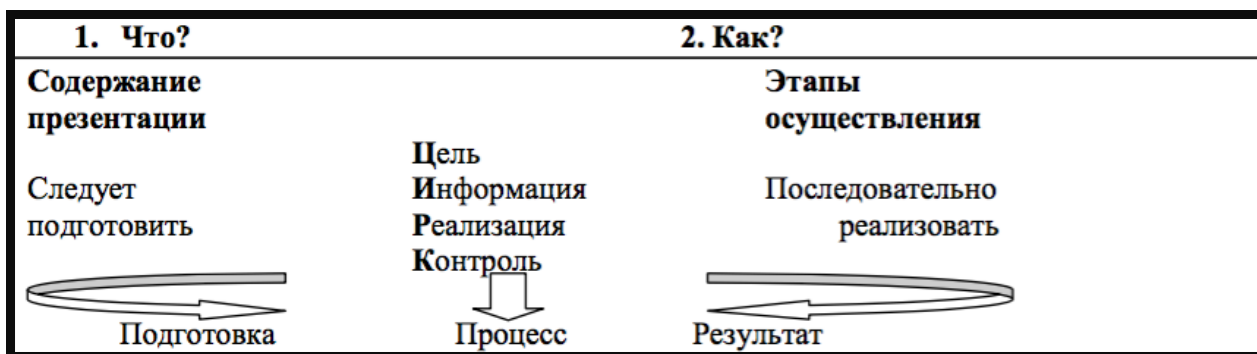 1. Что? 2. Как?
Содержание Этапы
презентации осуществления
Цель
Следует Информация Последовательно
подготовить Реализация реализовать
Контроль
Подготовка Процесс Результат